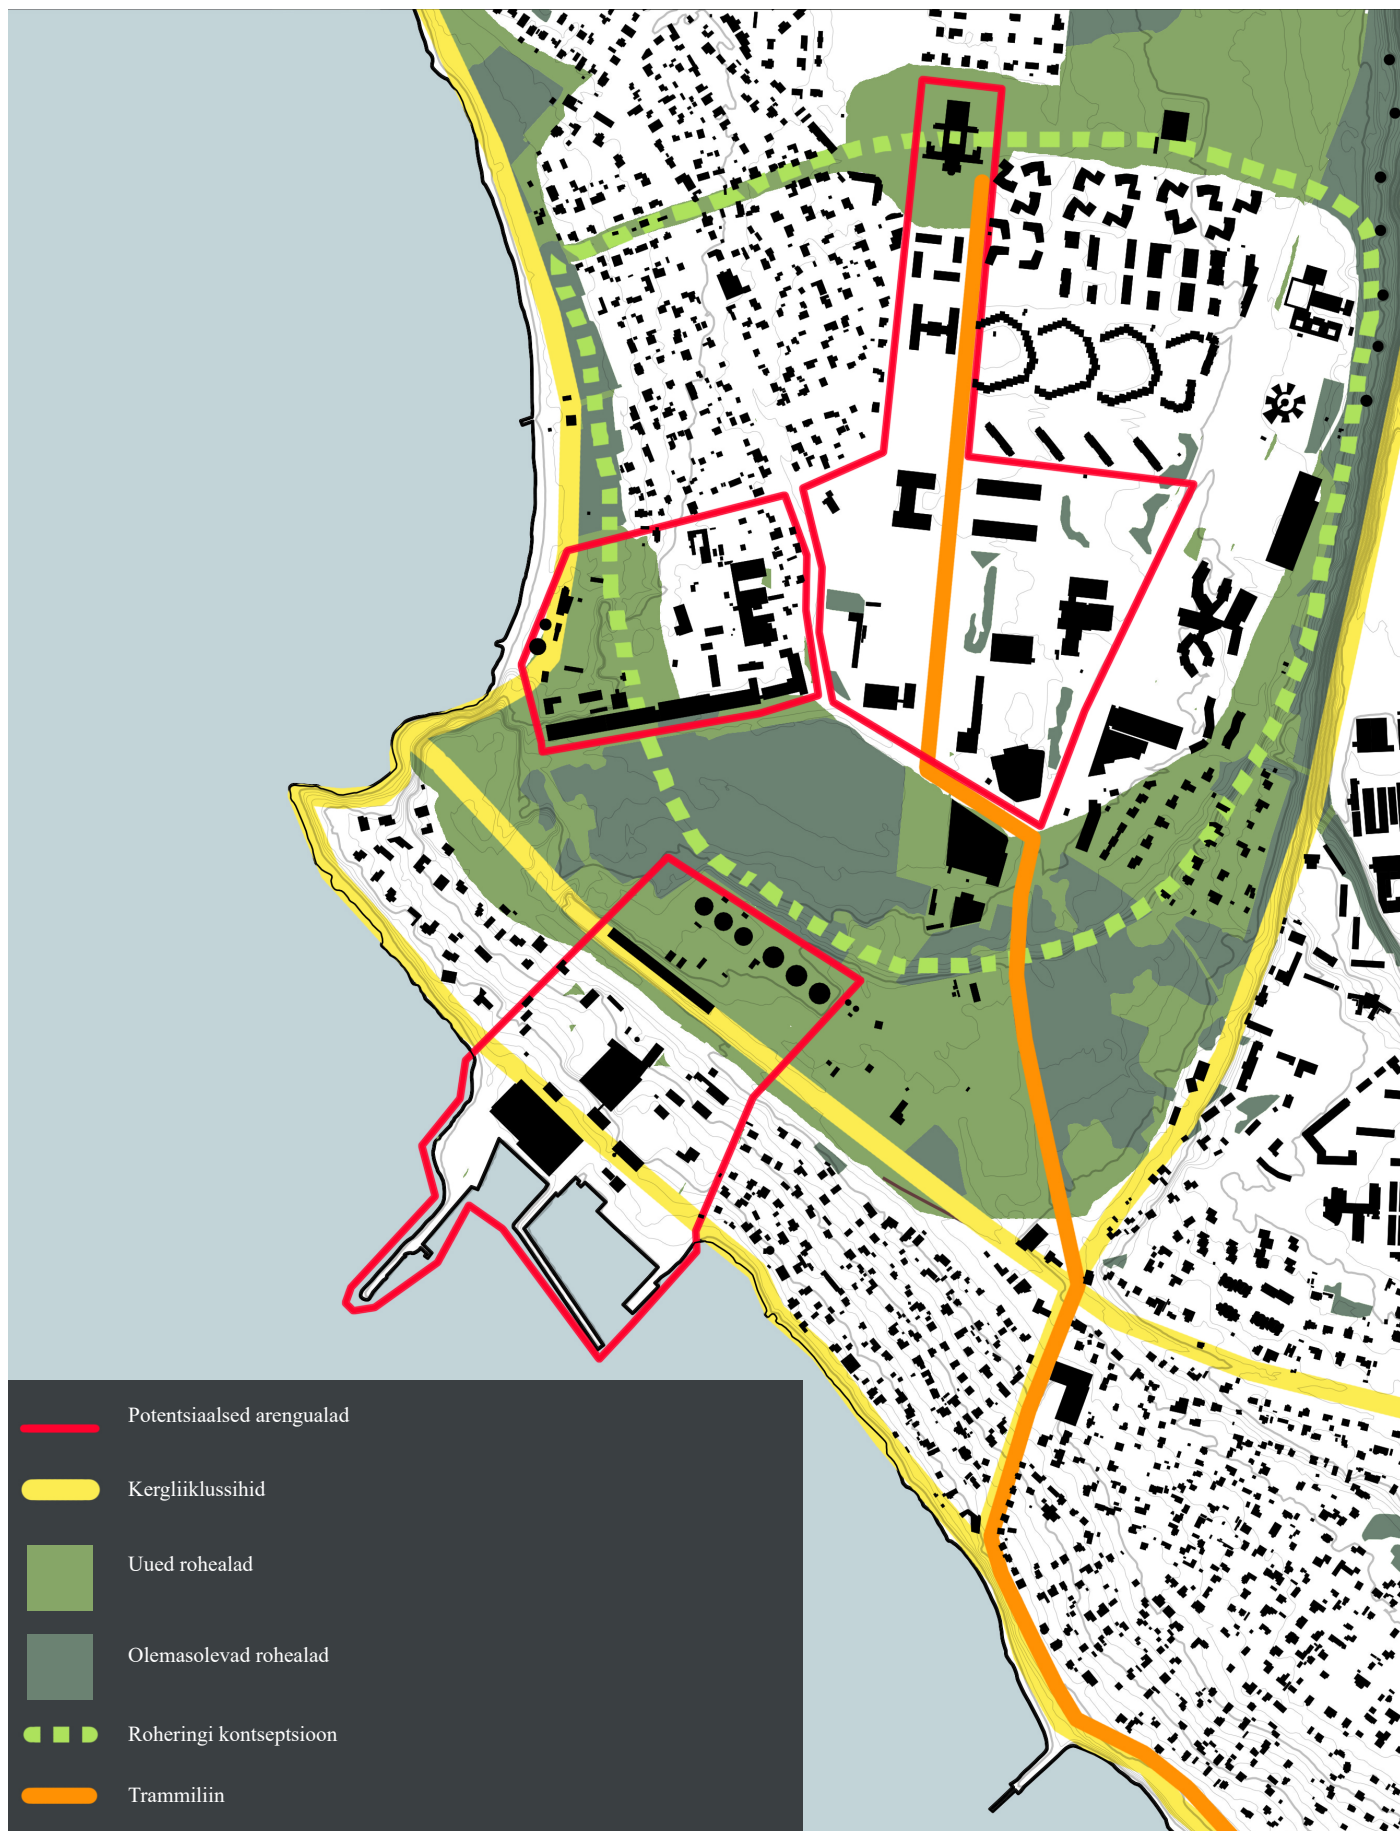 Potentsiaalsed arengualad
Kergliiklussihid
Uued rohealad
Olemasolevad rohealad
Roheringi kontseptsioon
Trammiliin